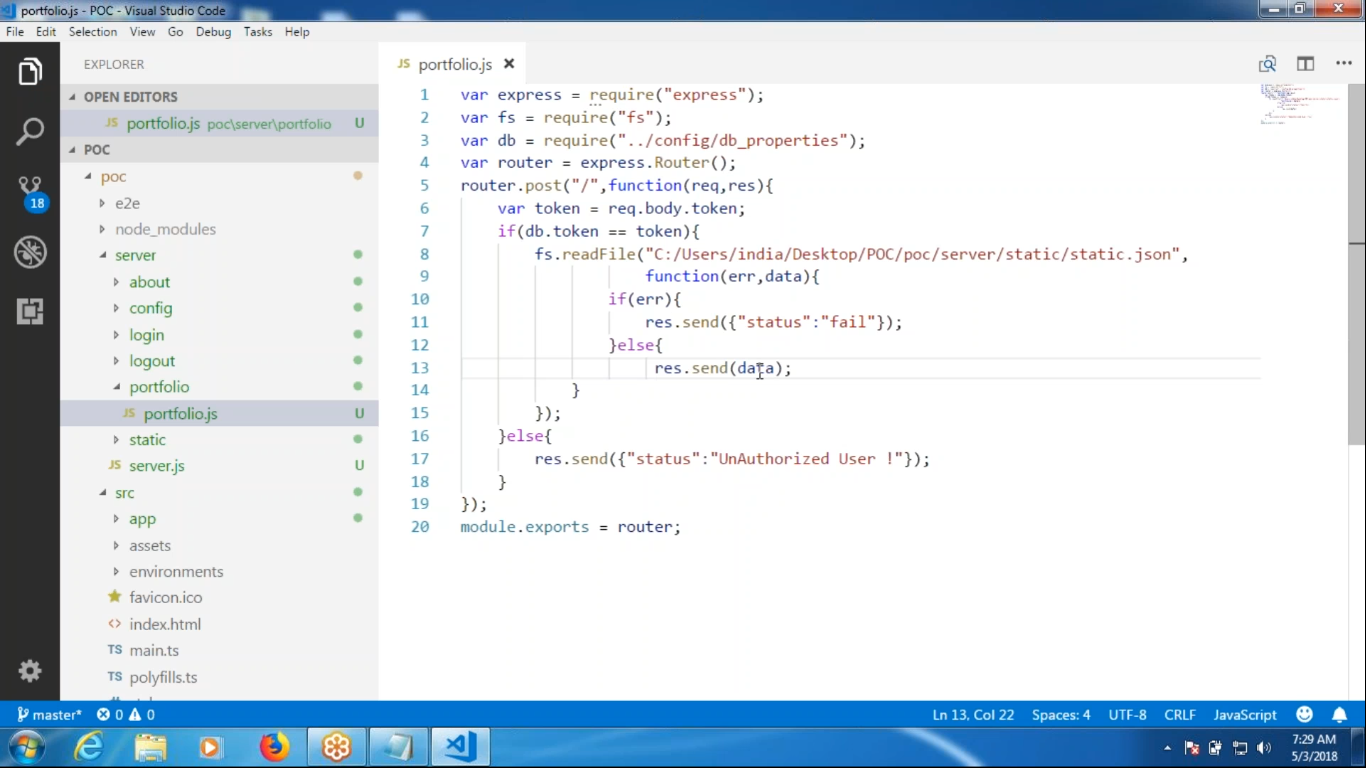 portfolio.js - POC - Visual Studio Code
File Edit Selection View Go Debug Tasks Help
EXPLORER
OPEN EDITORS
JS portfolio.js poc\server\portfolio U
POC
poc
e2e
node_modules
server
about
config
login
logout
portfolio
JS portfolio.js U
static
JS server.js U
src
app
assets
environments
favicon.ico
<> index.html
TS main.ts
TS polyfills.ts
18
JS portfolio.js
1 var express = require("express");
2 var fs = require("fs");
3 var db = require("../config/db_properties");
4 var router = express.Router();
5 router.post("/",function(req,res){
6 var token = req.body.token;
7 if(db.token == token){
8 fs.readFile("C:/Users/india/Desktop/POC/poc/server/static/static.json",
9 function(err,data){
10 if(err){
11 res.send({"status":"fail"});
12 }else{
13 res.send(data);
14 }
15 });
16 }else{
17 res.send({"status":"UnAuthorized User !"});
18 }
19 });
20 module.exports = router;
master* 0 0 Ln 13, Col 22 Spaces: 4 UTF-8 CRLF JavaScript
7:29 AM
5/3/2018